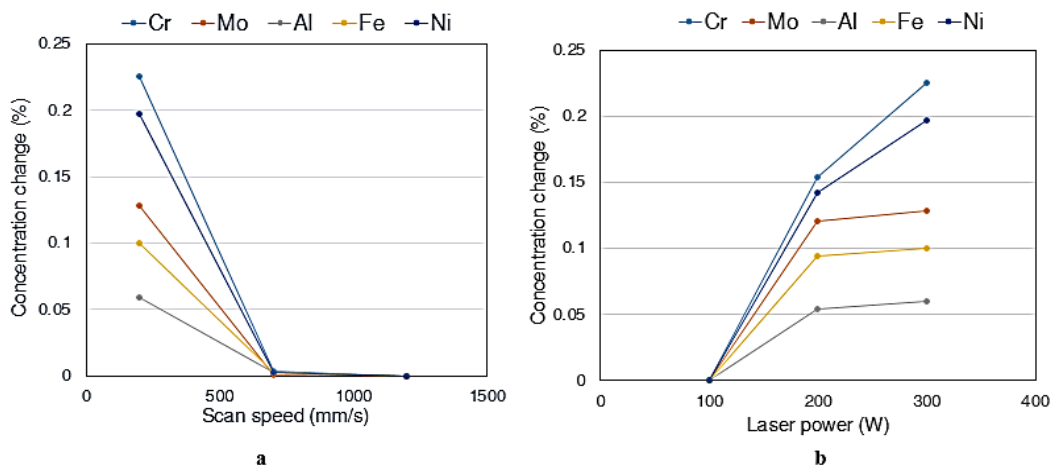 Cr Mo Al Fe Ni
0.25
0.2
0.15
0.1
0.05
0
Concentration change (%)
0 500 1000 1500
Scan speed (mm/s)
a
Cr Mo Al Fe Ni
0.25
0.2
0.15
0.1
0.05
0
Concentration change (%)
0 100 200 300 400
Laser power (W)
b